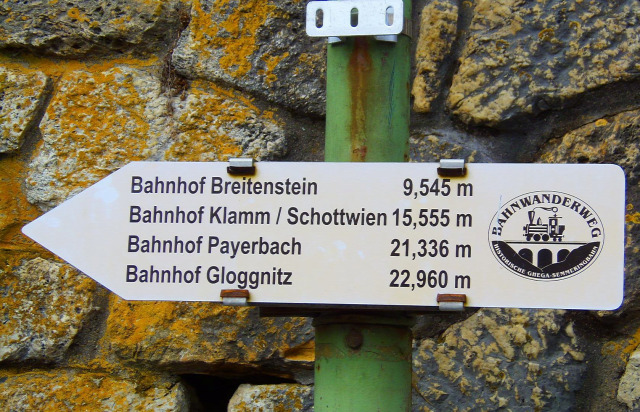 Bahnhof Breitenstein 9,545 m
Bahnhof Klamm / Schottwien 15,555 m
Bahnhof Payerbach 21,336 m
Bahnhof Gloggnitz 22,960 m
BAHNWANDERWEG
HISTORISCHE GHEGA-SEMMERINGBAHN